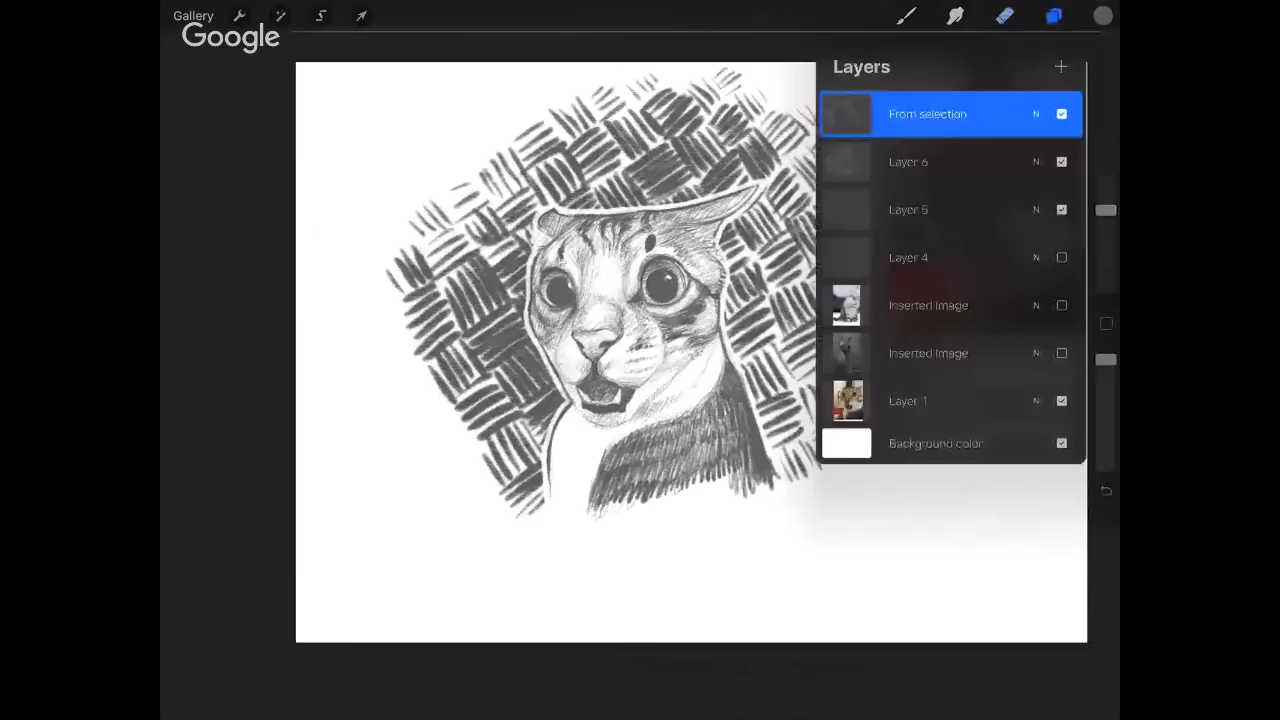 Gallery
Google
Layers
From selection N
Layer 6 N
Layer 5 N
Layer 4 N
Inserted Image N
Inserted Image N
Layer 1 N
Background color